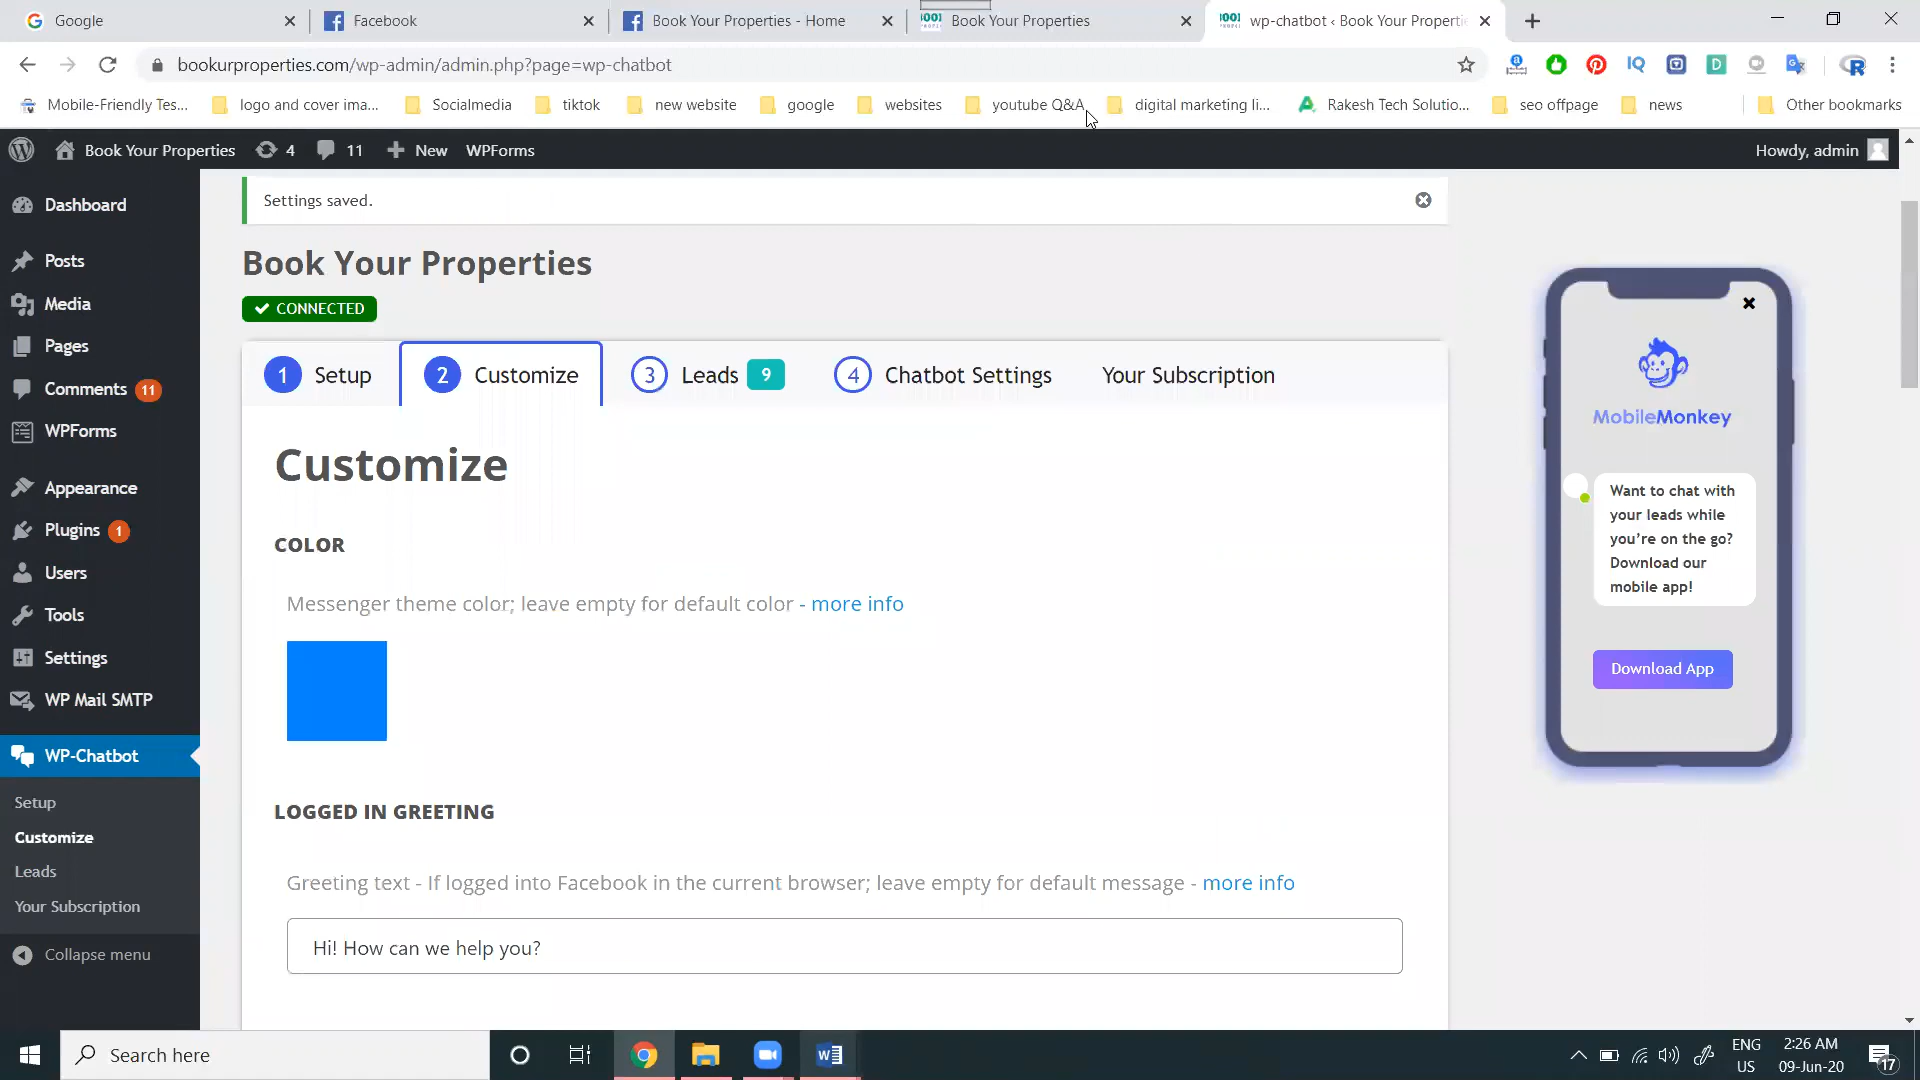 Google
Facebook
Book Your Properties - Home
Book Your Properties
wp-chatbot ‹ Book Your Properti
bookurproperties.com/wp-admin/admin.php?page=wp-chatbot
Mobile-Friendly Tes...
logo and cover ima...
Socialmedia
tiktok
new website
google
websites
youtube Q&A
digital marketing li...
Rakesh Tech Solutio...
seo offpage
news
Other bookmarks
Book Your Properties
4
11
New
WPForms
Howdy, admin
Dashboard
Posts
Media
Pages
Comments 11
WPForms
Appearance
Plugins 1
Users
Tools
Settings
WP Mail SMTP
WP-Chatbot
Setup
Customize
Leads
Your Subscription
Collapse menu
Settings saved.
Book Your Properties
CONNECTED
1 Setup
2 Customize
3 Leads 9
4 Chatbot Settings
Your Subscription
Customize
COLOR
Messenger theme color; leave empty for default color - more info
LOGGED IN GREETING
Greeting text - If logged into Facebook in the current browser; leave empty for default message - more info
Hi! How can we help you?
MobileMonkey
Want to chat with
your leads while
you're on the go?
Download our
mobile app!
Download App
Search here
ENG
US
2:26 AM
09-Jun-20
17